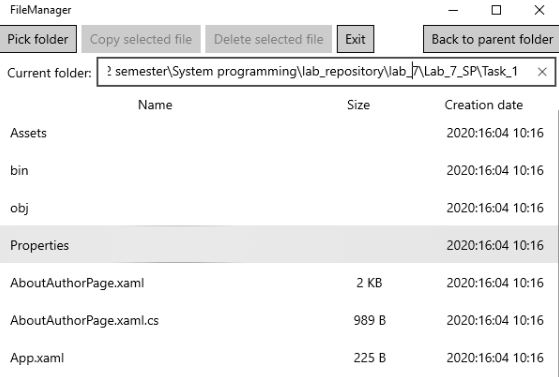 FileManager
Pick folder Copy selected file Delete selected file Exit Back to parent folder
Current folder: 2 semester\System programming\lab_repository\lab_7\Lab_7_SP\Task_1
Name Size Creation date
Assets 2020:16:04 10:16
bin 2020:16:04 10:16
obj 2020:16:04 10:16
Properties 2020:16:04 10:16
AboutAuthorPage.xaml 2 KB 2020:16:04 10:16
AboutAuthorPage.xaml.cs 989 B 2020:16:04 10:16
App.xaml 225 B 2020:16:04 10:16